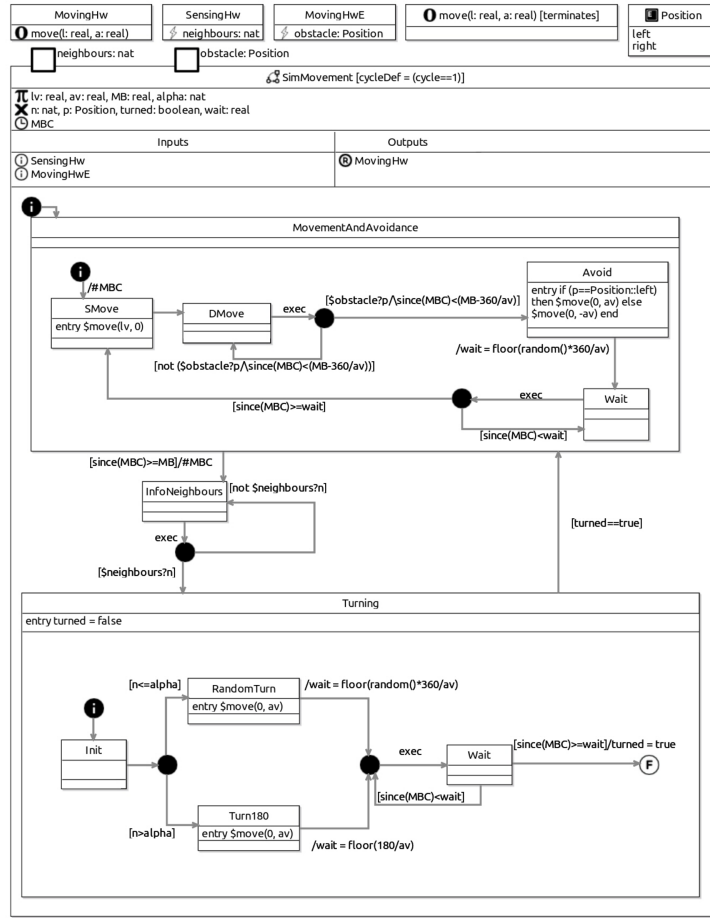 MovingHw
move(l: real, a: real)
SensingHw
neighbours: nat
MovingHwE
obstacle: Position
O move(l: real, a: real) [terminates]
E Position
left
right
neighbours: nat
obstacle: Position
SimMovement [cycleDef = (cycle==1)]
lv: real, av: real, MB: real, alpha: nat
n: nat, p: Position, turned: boolean, wait: real
MBC
Inputs
Outputs
i SensingHw
i MovingHwE
R MovingHw
i
MovementAndAvoidance
i
/#MBC
SMove
entry $move(lv, 0)
DMove
exec
[$obstacle?p/\since(MBC)<(MB-360/av)]
[not ($obstacle?p/\since(MBC)<(MB-360/av))]
Avoid
entry if (p==Position::left)
then $move(0, av) else
$move(0, -av) end
/wait = floor(random()*360/av)
Wait
exec
[since(MBC)>=wait]
[since(MBC)<wait]
[since(MBC)>=MB]/#MBC
InfoNeighbours
[not $neighbours?n]
exec
[$neighbours?n]
[turned==true]
Turning
entry turned = false
i
Init
[n<=alpha]
RandomTurn
entry $move(0, av)
/wait = floor(random()*360/av)
[n>alpha]
Turn180
entry $move(0, av)
/wait = floor(180/av)
exec
Wait
[since(MBC)<wait]
[since(MBC)>=wait]/turned = true
F